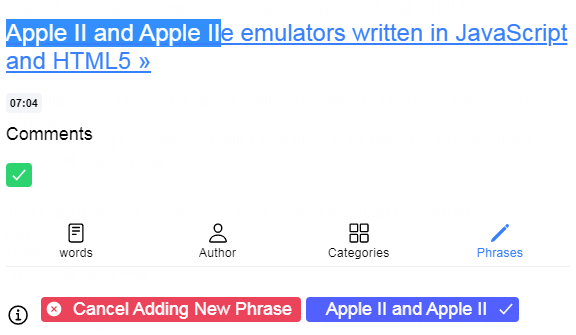 Apple II and Apple IIe emulators written in JavaScript
and HTML5 »
07:04
Comments
words Author Categories Phrases
Cancel Adding New Phrase Apple II and Apple II